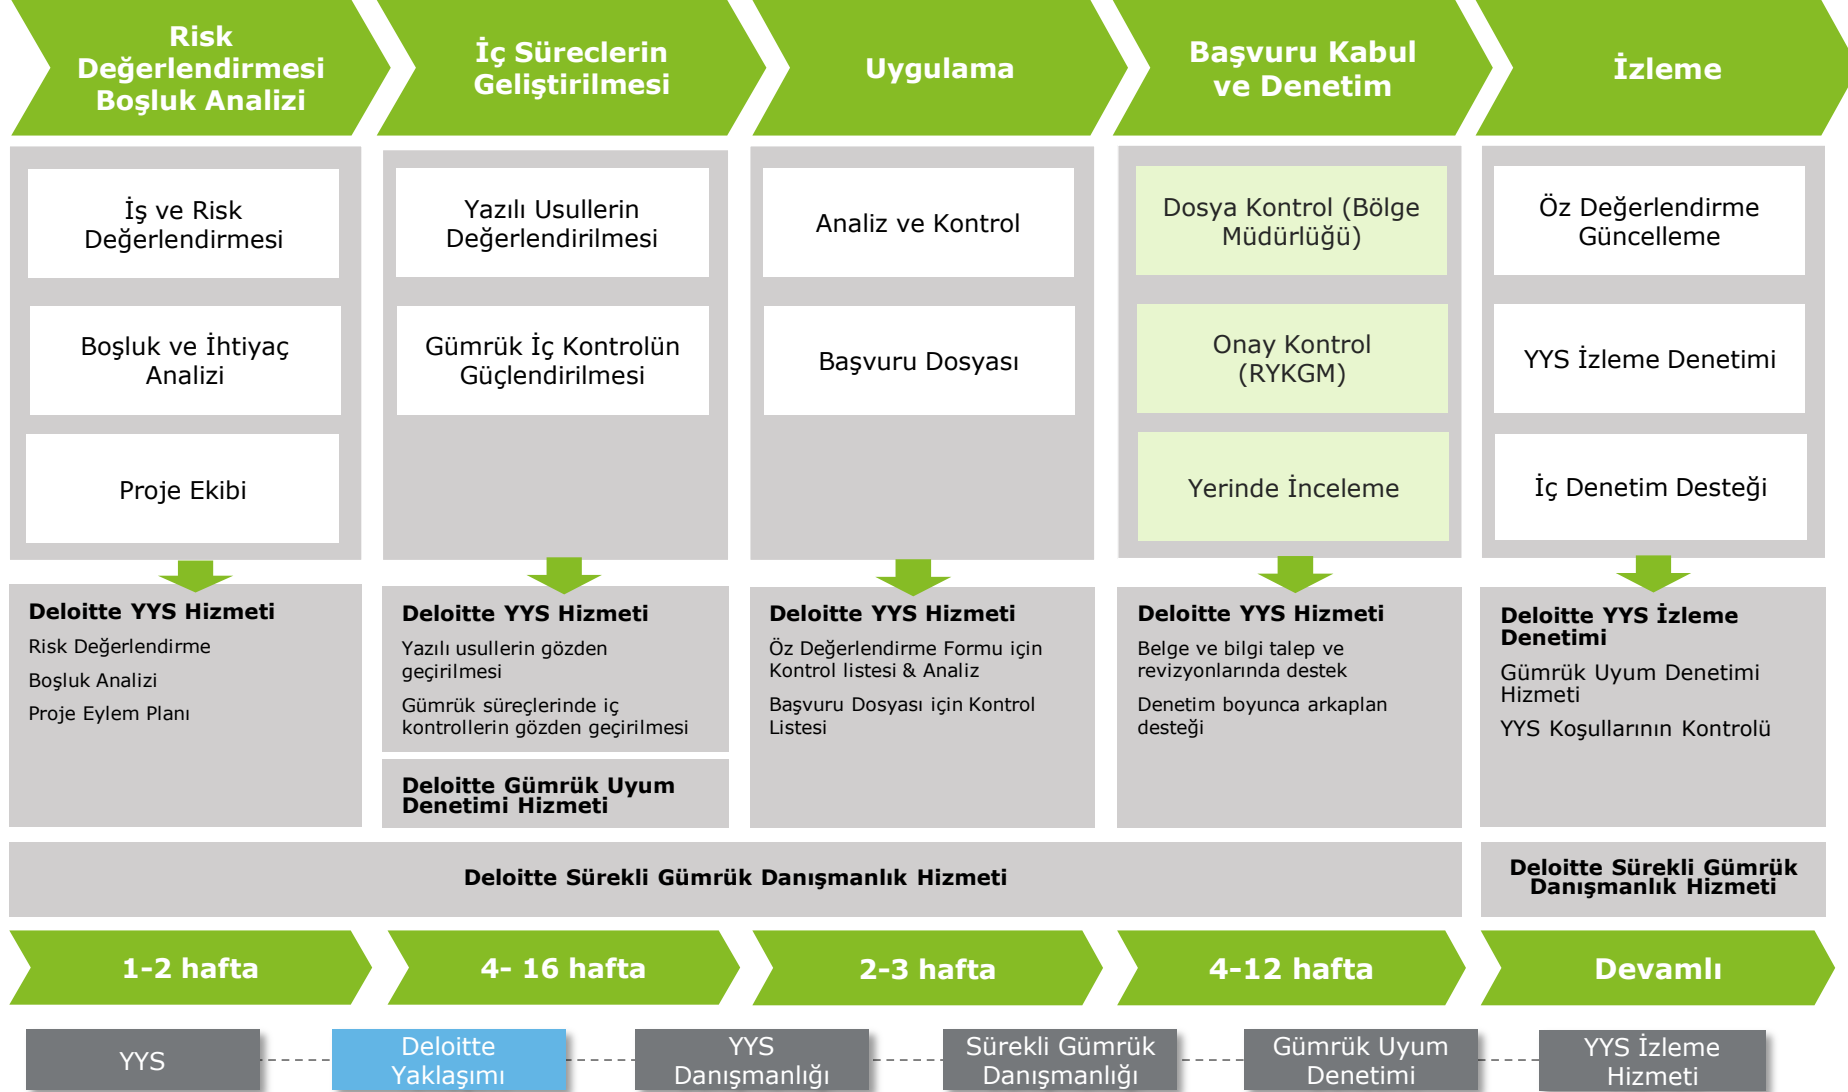 Risk
Değerlendirmesi
Boşluk Analizi
İç Süreclerin
Geliştirilmesi
Uygulama
Başvuru Kabul
ve Denetim
İzleme
İş ve Risk
Değerlendirmesi
Boşluk ve İhtiyaç
Analizi
Proje Ekibi
Yazılı Usullerin
Değerlendirilmesi
Gümrük İç Kontrolün
Güçlendirilmesi
Analiz ve Kontrol
Başvuru Dosyası
Dosya Kontrol (Bölge
Müdürlüğü)
Onay Kontrol
(RYKGM)
Yerinde İnceleme
Öz Değerlendirme
Güncelleme
YYS İzleme Denetimi
İç Denetim Desteği
Deloitte YYS Hizmeti
Risk Değerlendirme
Boşluk Analizi
Proje Eylem Planı
Deloitte YYS Hizmeti
Yazılı usullerin gözden
geçirilmesi
Gümrük süreçlerinde iç
kontrollerin gözden geçirilmesi
Deloitte Gümrük Uyum
Denetimi Hizmeti
Deloitte YYS Hizmeti
Öz Değerlendirme Formu için
Kontrol listesi & Analiz
Başvuru Dosyası için Kontrol
Listesi
Deloitte YYS Hizmeti
Belge ve bilgi talep ve
revizyonlarında destek
Denetim boyunca arkaplan
desteği
Deloitte YYS İzleme
Denetimi
Gümrük Uyum Denetimi
Hizmeti
YYS Koşullarının Kontrolü
Deloitte Sürekli Gümrük Danışmanlık Hizmeti
Deloitte Sürekli Gümrük
Danışmanlık Hizmeti
1-2 hafta
4- 16 hafta
2-3 hafta
4-12 hafta
Devamlı
YYS
Deloitte
Yaklaşımı
YYS
Danışmanlığı
Sürekli Gümrük
Danışmanlığı
Gümrük Uyum
Denetimi
YYS İzleme
Hizmeti